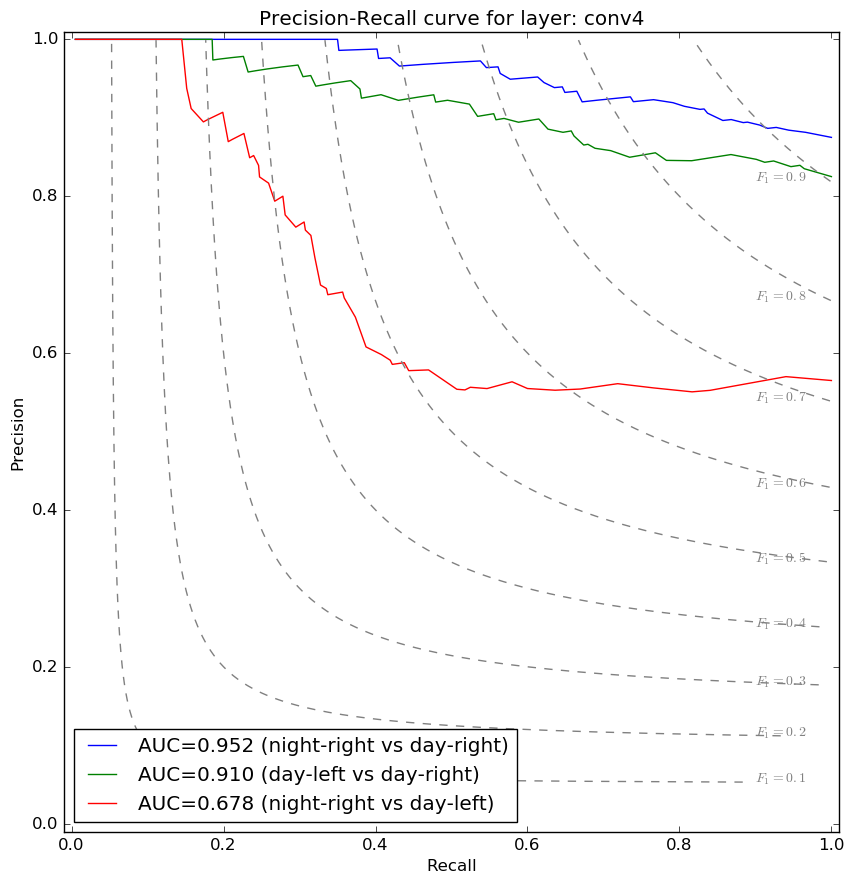 Precision-Recall curve for layer: conv4
1.0
0.8
0.6
0.4
0.2
0.0
Precision
F₁ = 0.9
F₁ = 0.8
F₁ = 0.7
F₁ = 0.6
F₁ = 0.5
F₁ = 0.4
F₁ = 0.3
F₁ = 0.2
F₁ = 0.1
AUC=0.952 (night-right vs day-right)
AUC=0.910 (day-left vs day-right)
AUC=0.678 (night-right vs day-left)
0.0 0.2 0.4 0.6 0.8 1.0
Recall